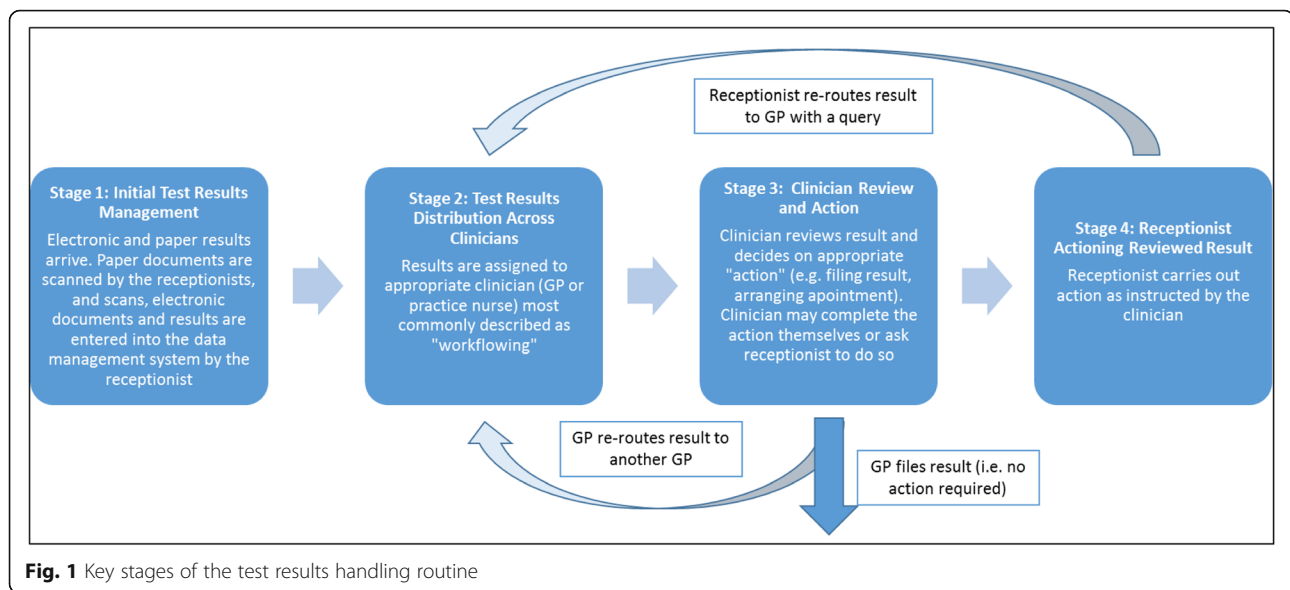 Receptionist re-routes result
to GP with a query
Stage 1: Initial Test Results
Management
Electronic and paper results
arrive. Paper documents are
scanned by the receptionists,
and scans, electronic
documents and results are
entered into the data
management system by the
receptionist
Stage 2: Test Results
Distribution Across
Clinicians
Results are assigned to
appropriate clinician (GP or
practice nurse) most
commonly described as
"workflowing"
Stage 3: Clinician Review
and Action
Clinician reviews result and
decides on appropriate
"action" (e.g. filing result,
arranging apointment).
Clinician may complete the
action themselves or ask
receptionist to do so
Stage 4: Receptionist
Actioning Reviewed Result
Receptionist carries out
action as instructed by the
clinician
GP re-routes result to
another GP
GP files result (i.e. no
action required)
Fig. 1 Key stages of the test results handling routine